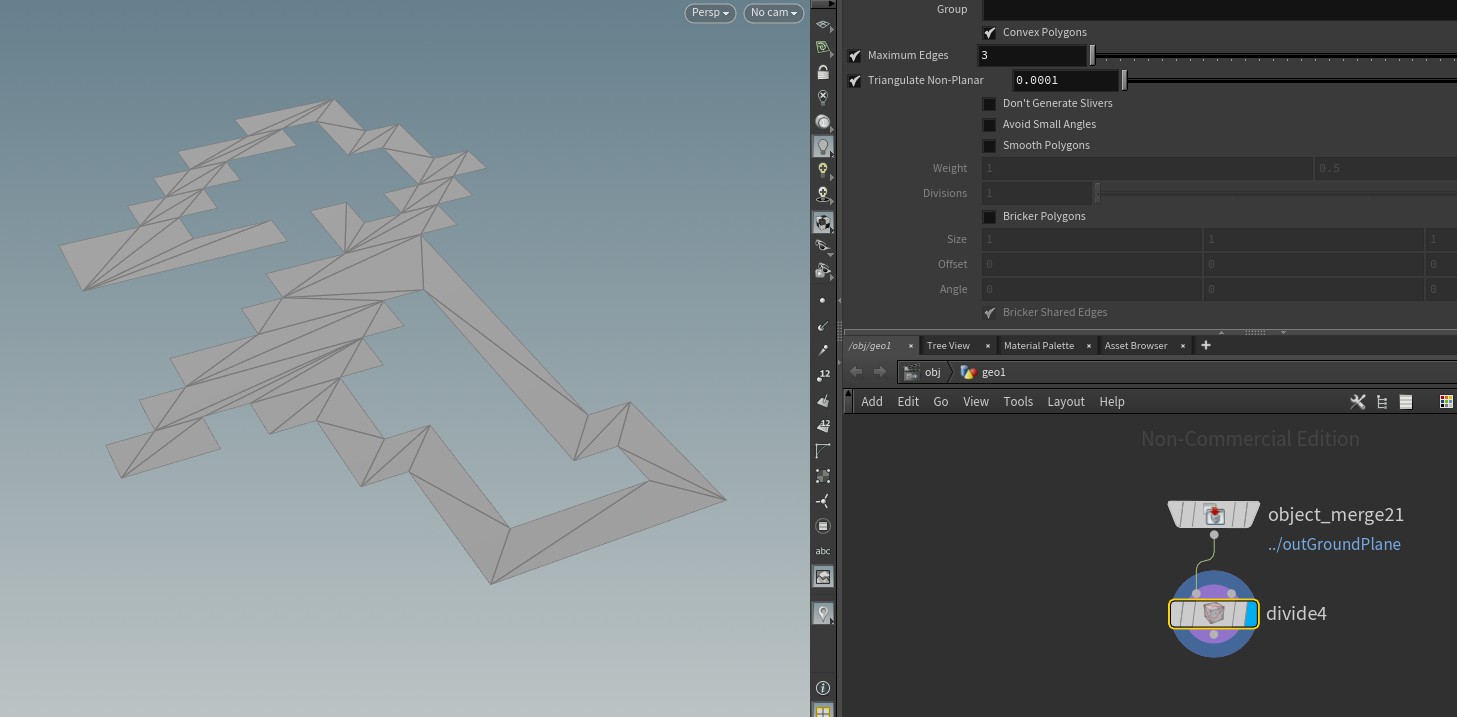 Persp
No cam
Group
Convex Polygons
Maximum Edges 3
Triangulate Non-Planar 0.0001
Don't Generate Slivers
Avoid Small Angles
Smooth Polygons
Weight 1 0.5
Divisions 1
Bricker Polygons
Size 1 1 1
Offset 0 0 0
Angle 0 0 0
Bricker Shared Edges
/obj/geo1 × Tree View × Material Palette × Asset Browser × +
obj geo1
Add Edit Go View Tools Layout Help
Non-Commercial Edition
object_merge21
../outGroundPlane
divide4
12
12
abc